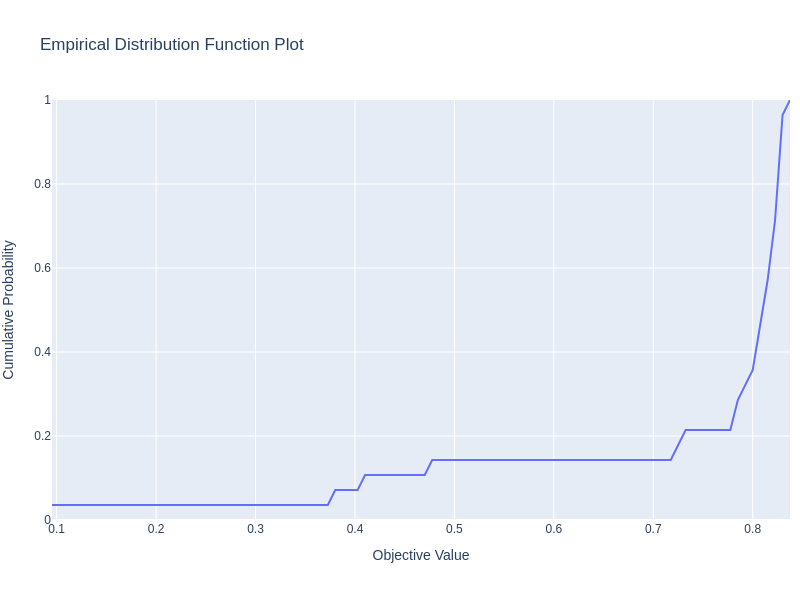 Empirical Distribution Function Plot
Cumulative Probability
1
0.8
0.6
0.4
0.2
0
0.1 0.2 0.3 0.4 0.5 0.6 0.7 0.8
Objective Value